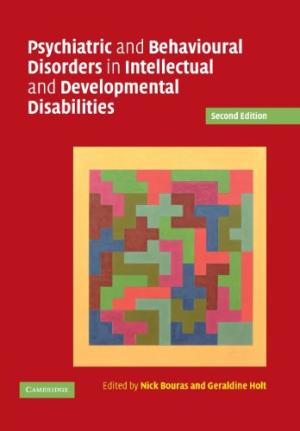 Psychiatric and Behavioural
Disorders in Intellectual
and Developmental
Disabilities
Second Edition
CAMBRIDGE
Edited by Nick Bouras and Geraldine Holt